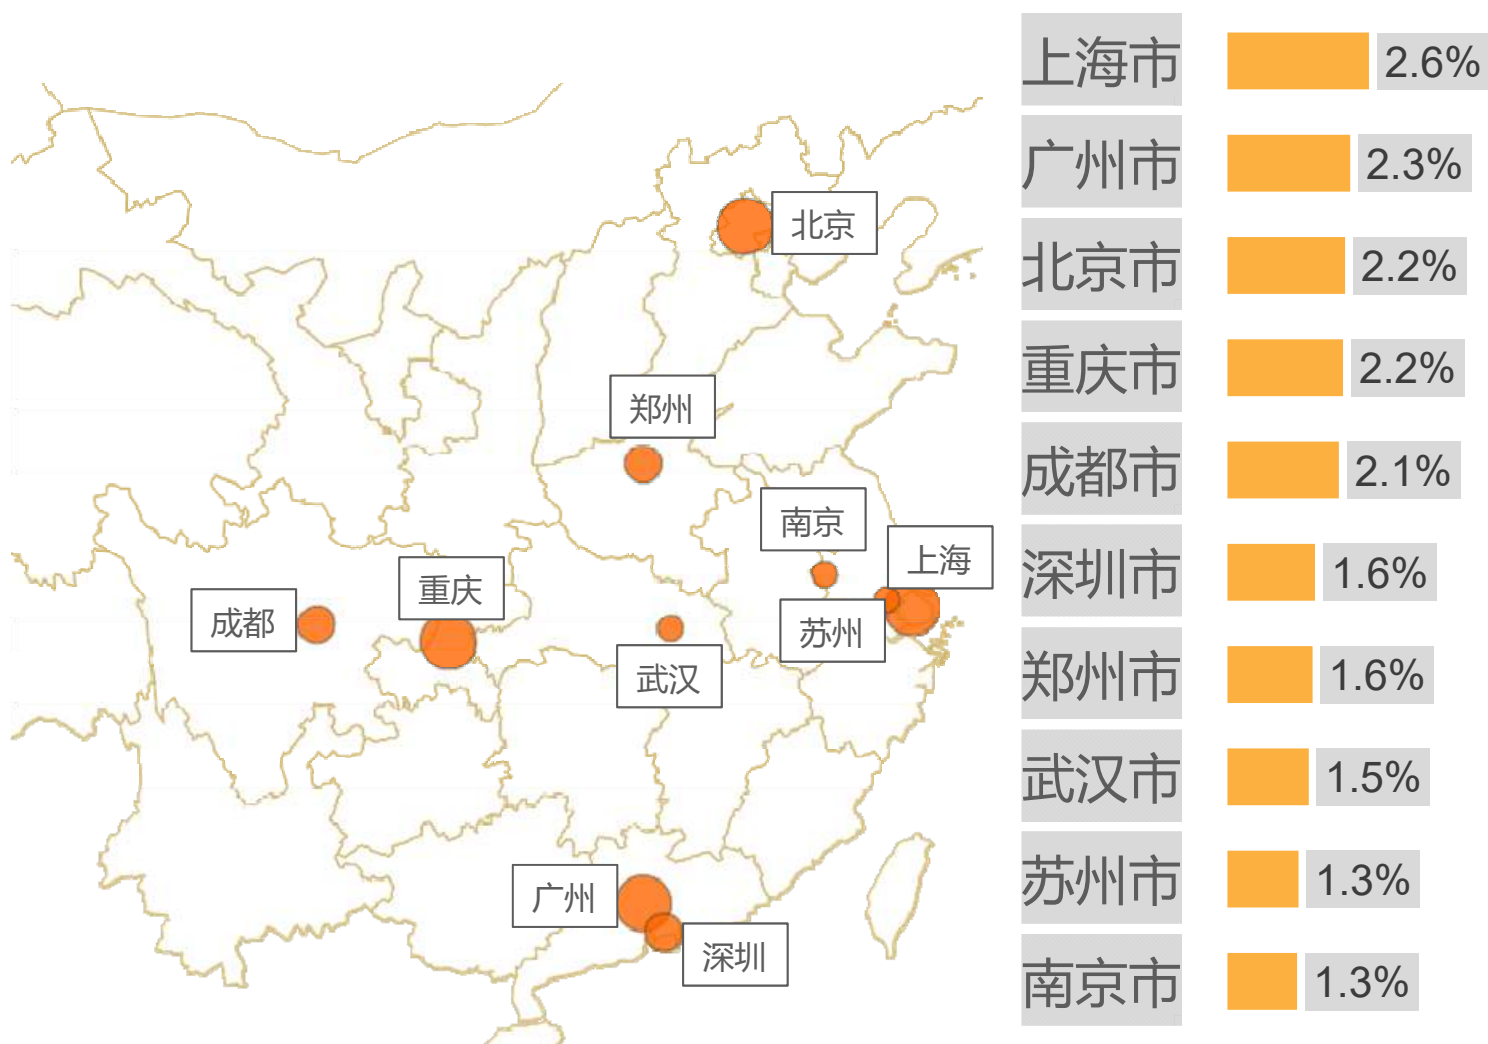 北京
郑州
南京
上海
重庆
成都
苏州
武汉
广州
深圳
上海市 2.6%
广州市 2.3%
北京市 2.2%
重庆市 2.2%
成都市 2.1%
深圳市 1.6%
郑州市 1.6%
武汉市 1.5%
苏州市 1.3%
南京市 1.3%